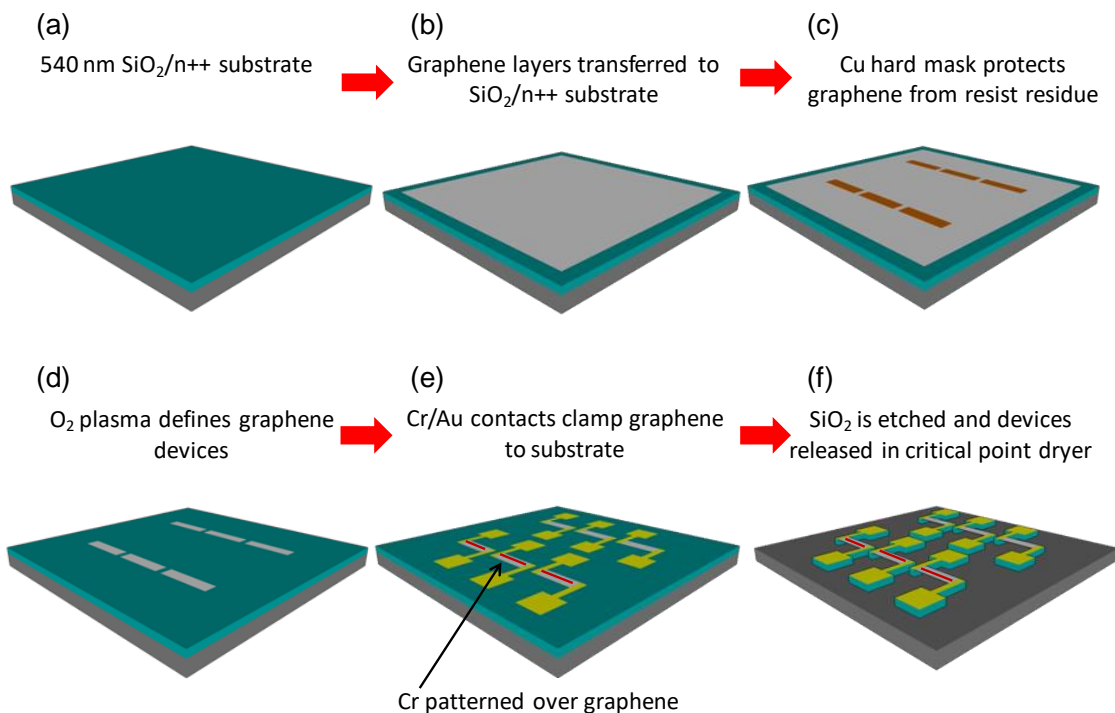 (a)
540 nm SiO₂/n++ substrate
(b)
Graphene layers transferred to
SiO₂/n++ substrate
(c)
Cu hard mask protects
graphene from resist residue
(d)
O₂ plasma defines graphene
devices
(e)
Cr/Au contacts clamp graphene
to substrate
(f)
SiO₂ is etched and devices
released in critical point dryer
Cr patterned over graphene